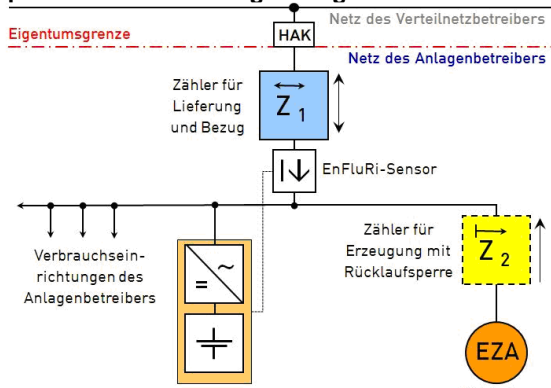 Netz des Verteilnetzbetreibers
Eigentumsgrenze
HAK
Netz des Anlagenbetreibers
Zähler für
Lieferung
und Bezug
Z 1
EnFluRi-Sensor
Zähler für
Erzeugung mit
Rücklaufsperre
Z 2
Verbrauchsein-
richtungen des
Anlagenbetreibers
= ~
EZA